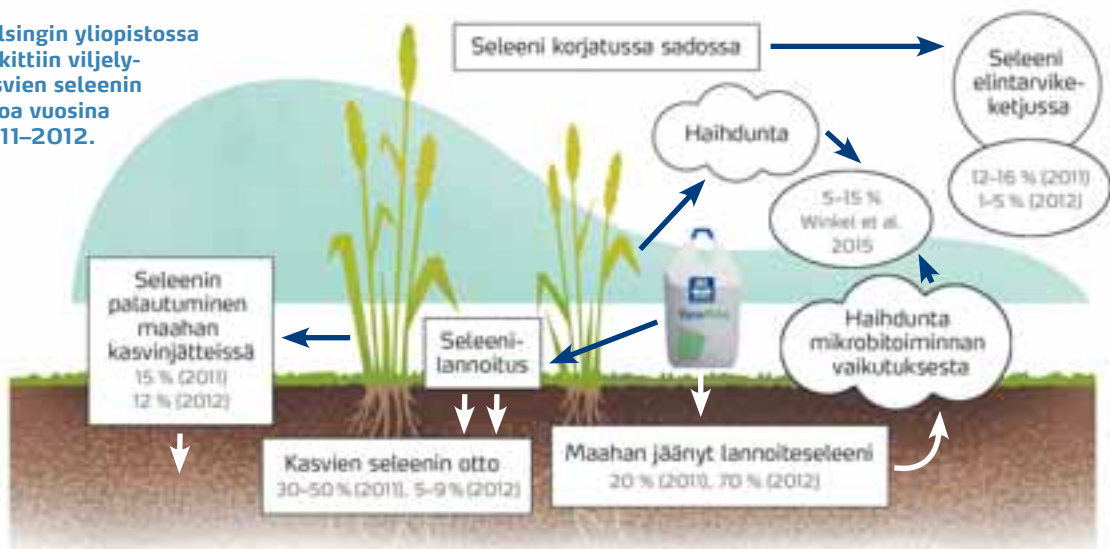 lsingin yliopistossa
kittiin viljely-
svien seleenin
oa vuosina
11–2012.
Seleeni korjatussa sadossa
Seleeni
elintarvike-
ketjussa
12–16 % (2011)
1–5 % (2012)
Haihdunta
5–15 %
Winkel et al.
2015
Haihdunta
mikrobitoiminnan
vaikutuksesta
Seleenin
palautuminen
maahan
kasvinjätteissä
15 % (2011)
12 % (2012)
Seleeni-
lannoitus
Kasvien seleenin otto
30–50 % (2011), 5–9 % (2012)
Maahan jäänyt lannoiteseleeni
20 % (2011), 70 % (2012)